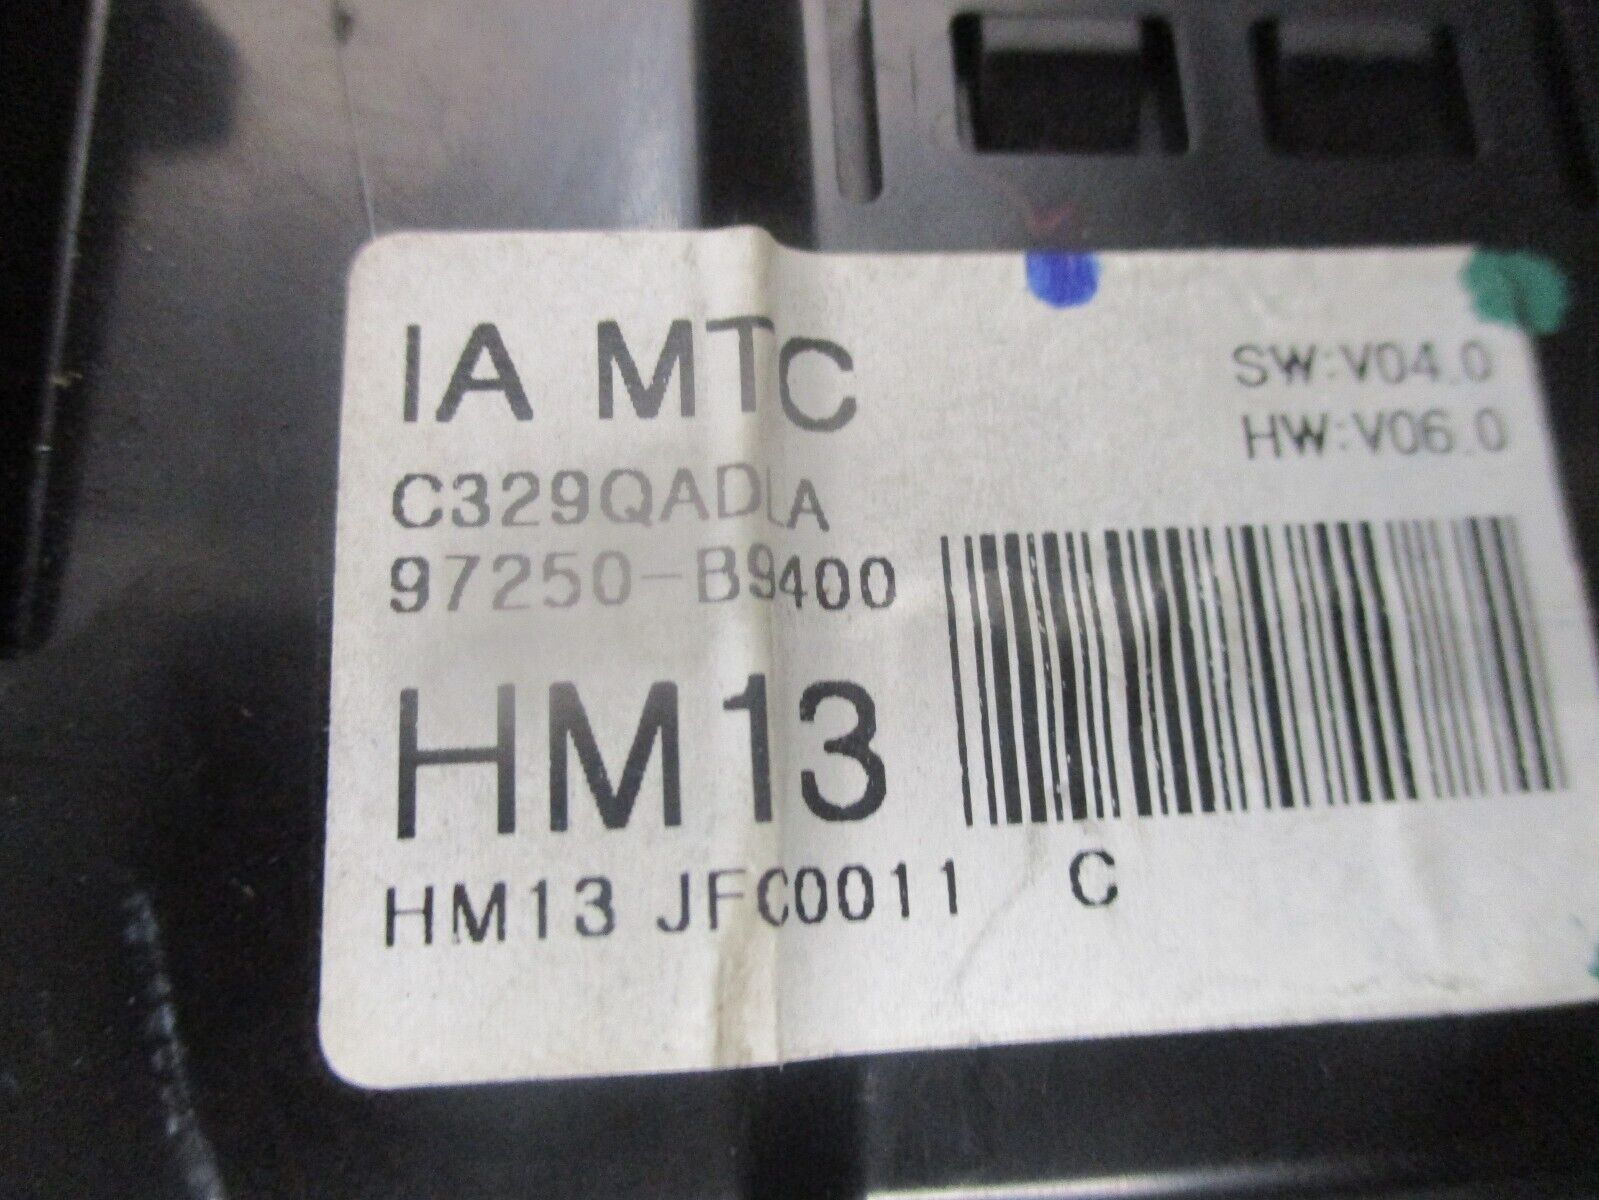 IA MTC
SW:V04.0
HW:V06.0
C329QADLA
97250-B9400
HM13
HM13 JFC0011 C